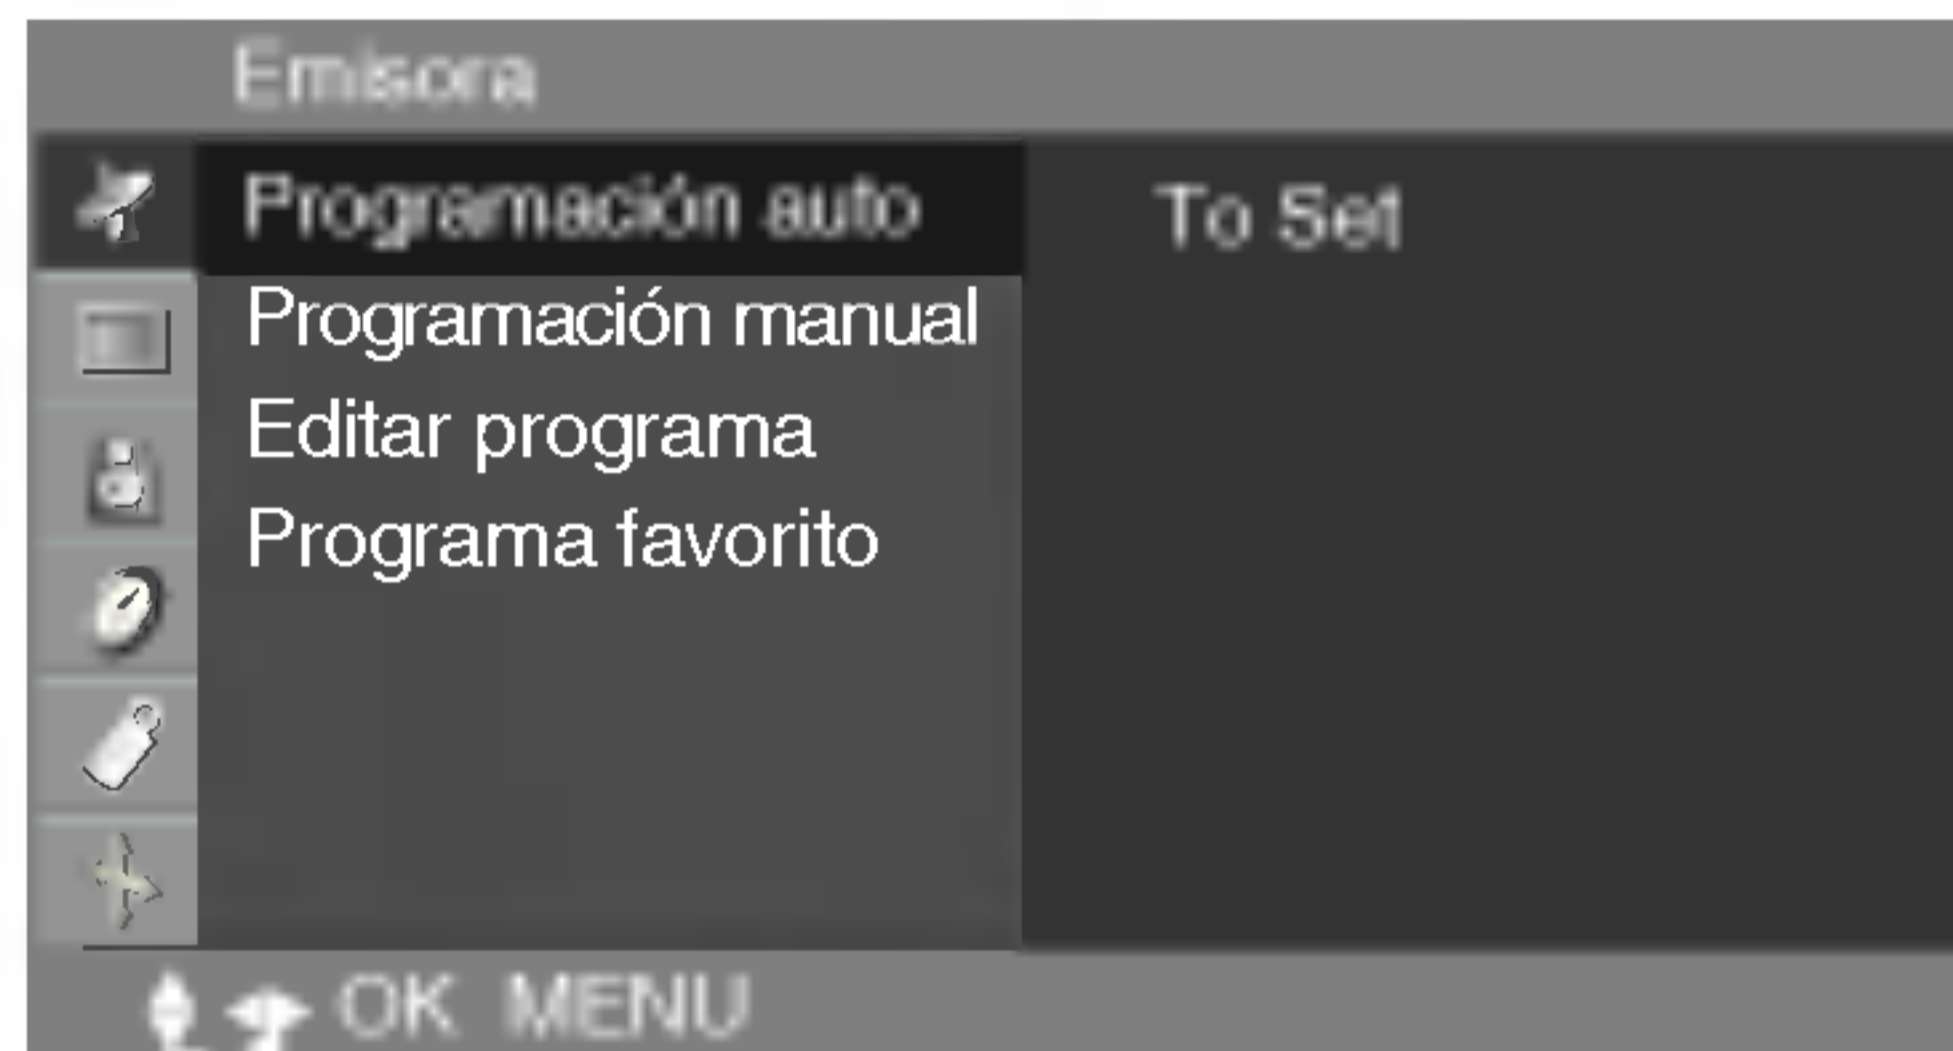 Emisora
Programación auto To Set
Programación manual
Editar programa
Programa favorito
OK MENU